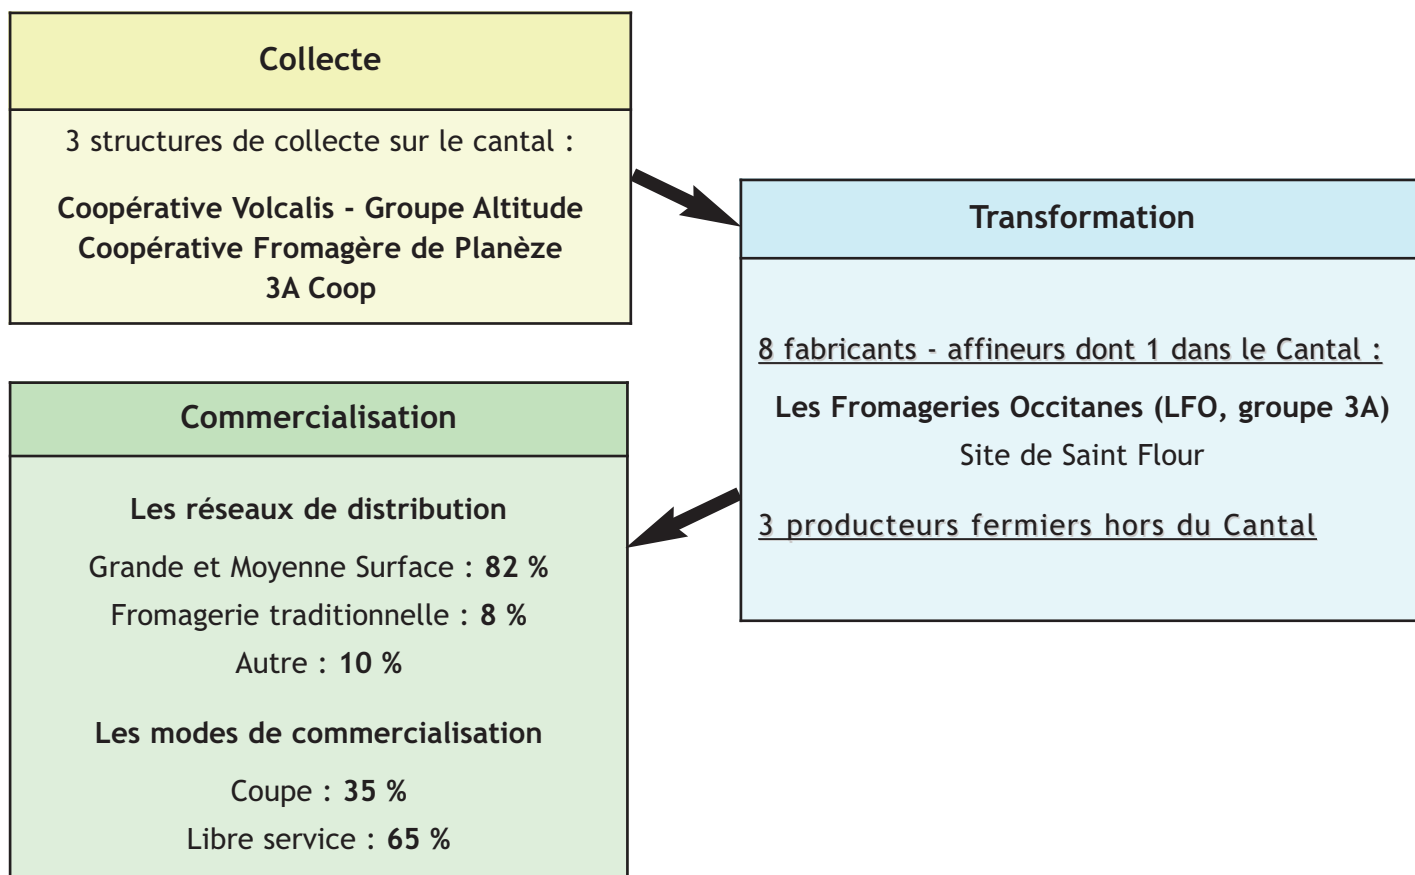 Collecte
3 structures de collecte sur le cantal :
Coopérative Volcalis - Groupe Altitude
Coopérative Fromagère de Planèze
3A Coop
Transformation
8 fabricants - affineurs dont 1 dans le Cantal :
Les Fromageries Occitanes (LFO, groupe 3A)
Site de Saint Flour
3 producteurs fermiers hors du Cantal
Commercialisation
Les réseaux de distribution
Grande et Moyenne Surface : 82 %
Fromagerie traditionnelle : 8 %
Autre : 10 %
Les modes de commercialisation
Coupe : 35 %
Libre service : 65 %